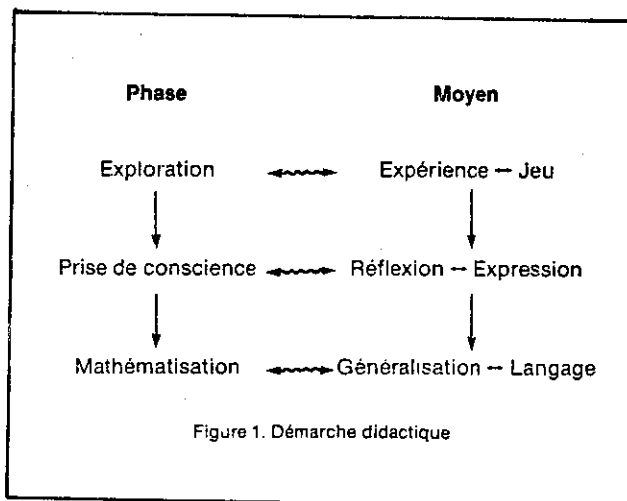 Phase Moyen
Exploration Expérience ↔ Jeu
Prise de conscience Réflexion ↔ Expression
Mathématisation Généralisation ↔ Langage
Figure 1. Démarche didactique